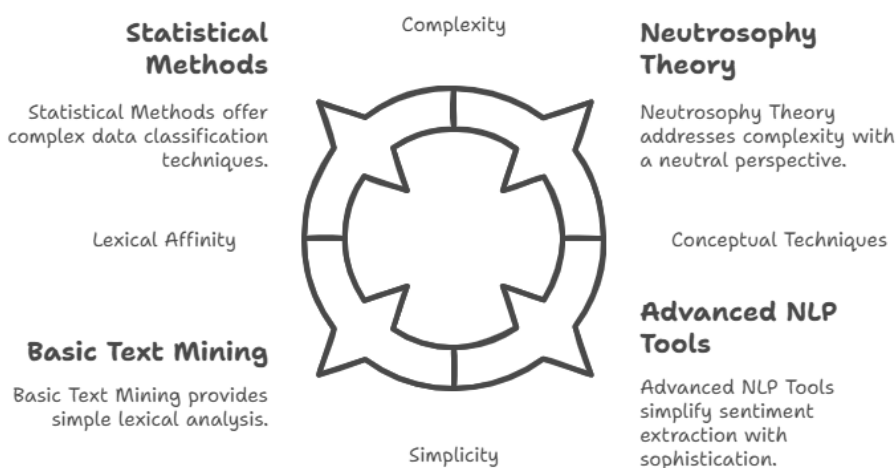 Complexity
Statistical
Methods
Statistical Methods offer
complex data classification
techniques.
Neutrosophy
Theory
Neutrosophy Theory
addresses complexity with
a neutral perspective.
Lexical Affinity
Conceptual Techniques
Basic Text Mining
Basic Text Mining provides
simple lexical analysis.
Advanced NLP
Tools
Advanced NLP Tools
simplify sentiment
extraction with
sophistication.
Simplicity